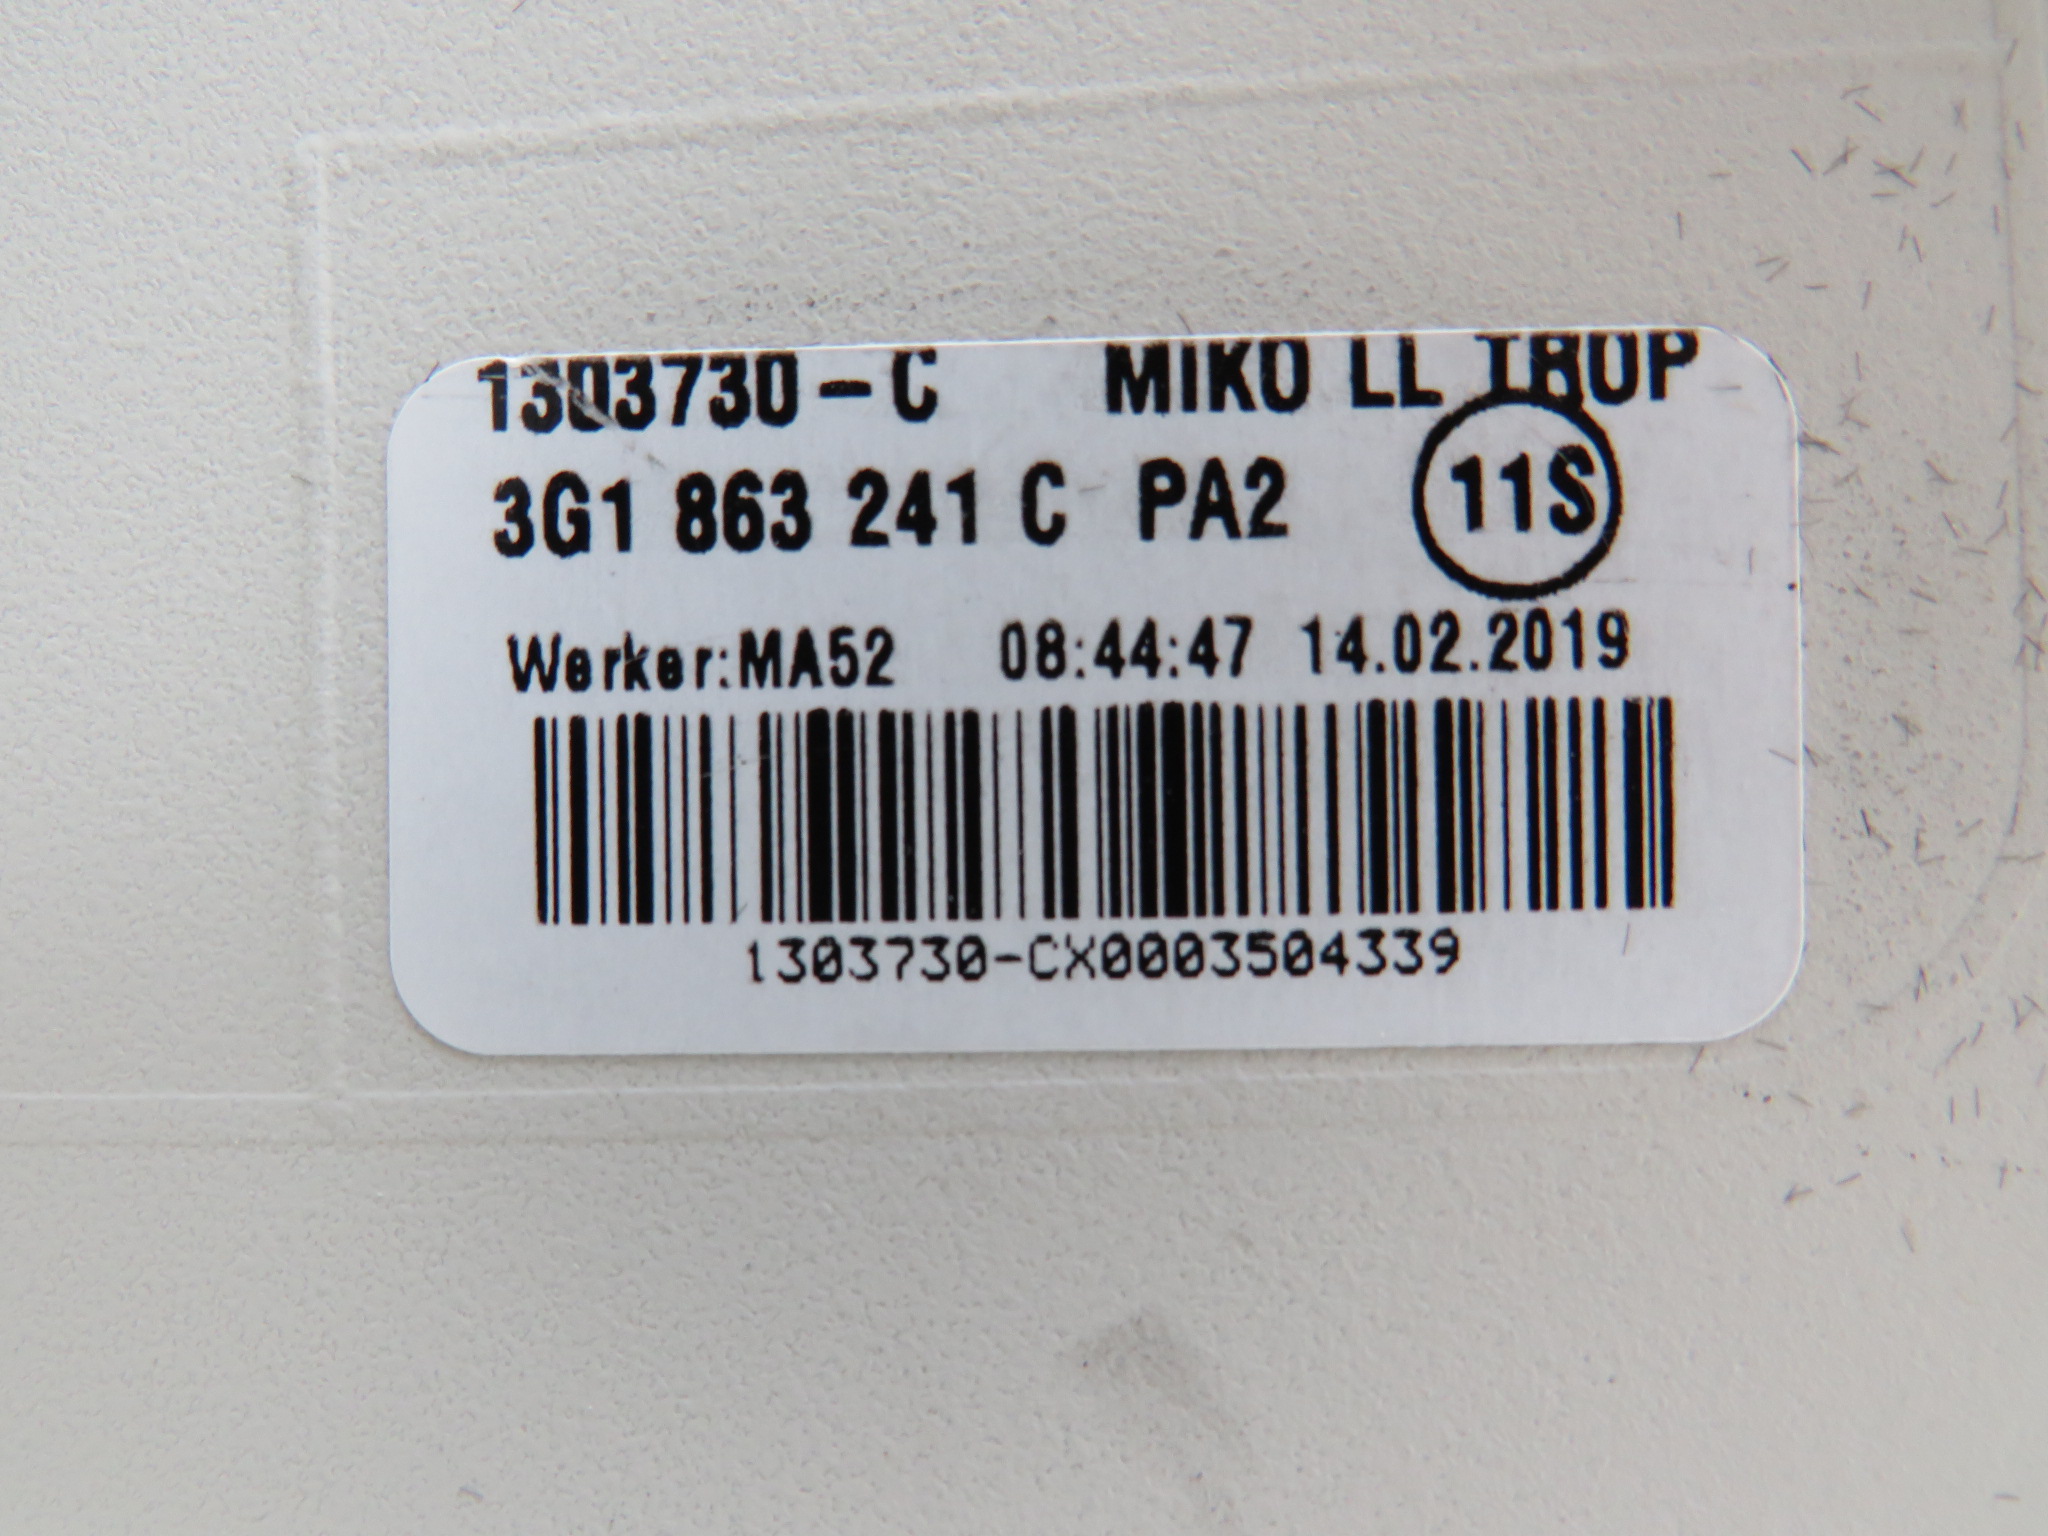 1303730-C MIKO LL TROP
3G1 863 241 C PA2 11S
Werker:MA52 08:44:47 14.02.2019
1303730-CX0003504339